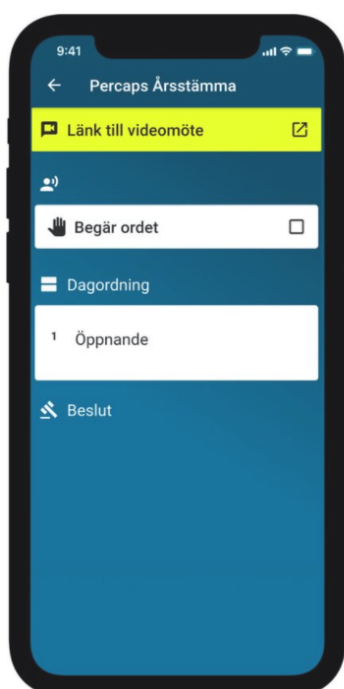 9:41
Percaps Årsstämma
Länk till videomöte
Begär ordet
Dagordning
1 Öppnande
Beslut